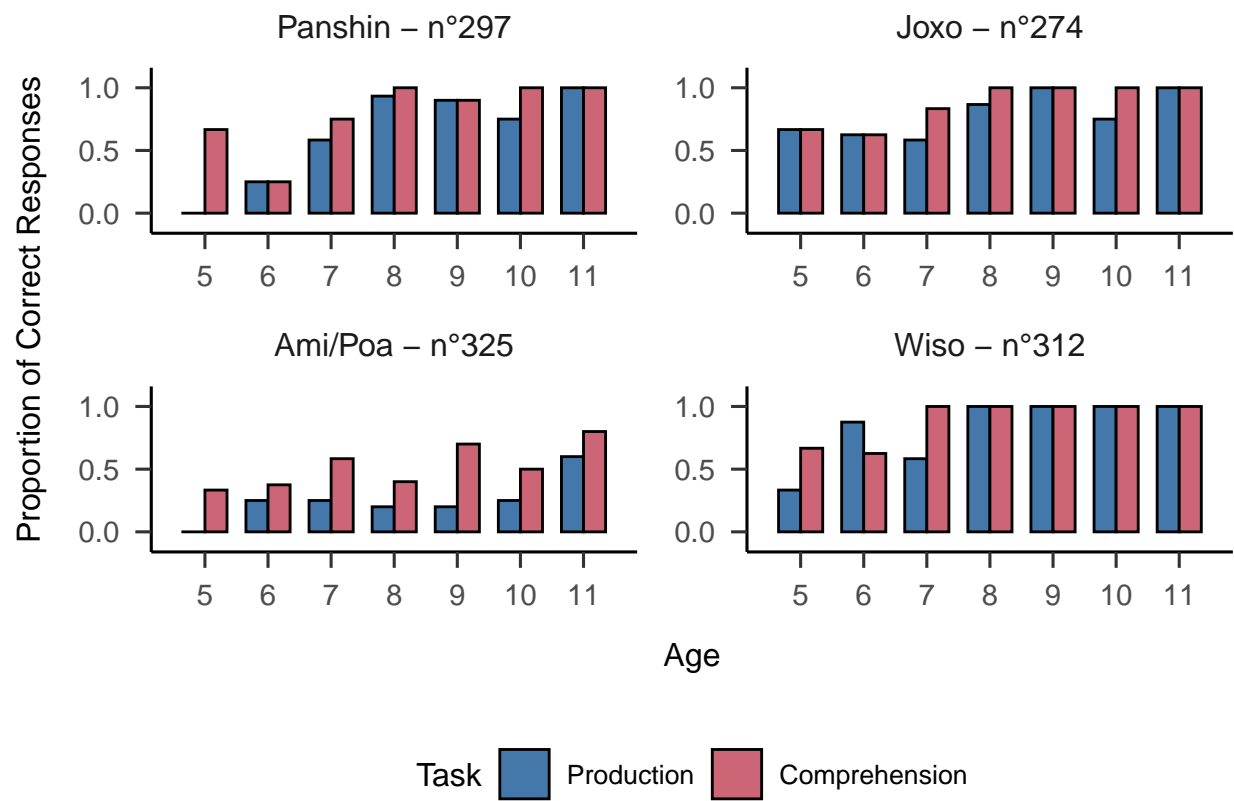 Panshin – n°297
Joxo – n°274
1.0
0.5
0.0
5 6 7 8 9 10 11
1.0
0.5
0.0
5 6 7 8 9 10 11
Ami/Poa – n°325
Wiso – n°312
1.0
0.5
0.0
5 6 7 8 9 10 11
1.0
0.5
0.0
5 6 7 8 9 10 11
Proportion of Correct Responses
Age
Task Production Comprehension